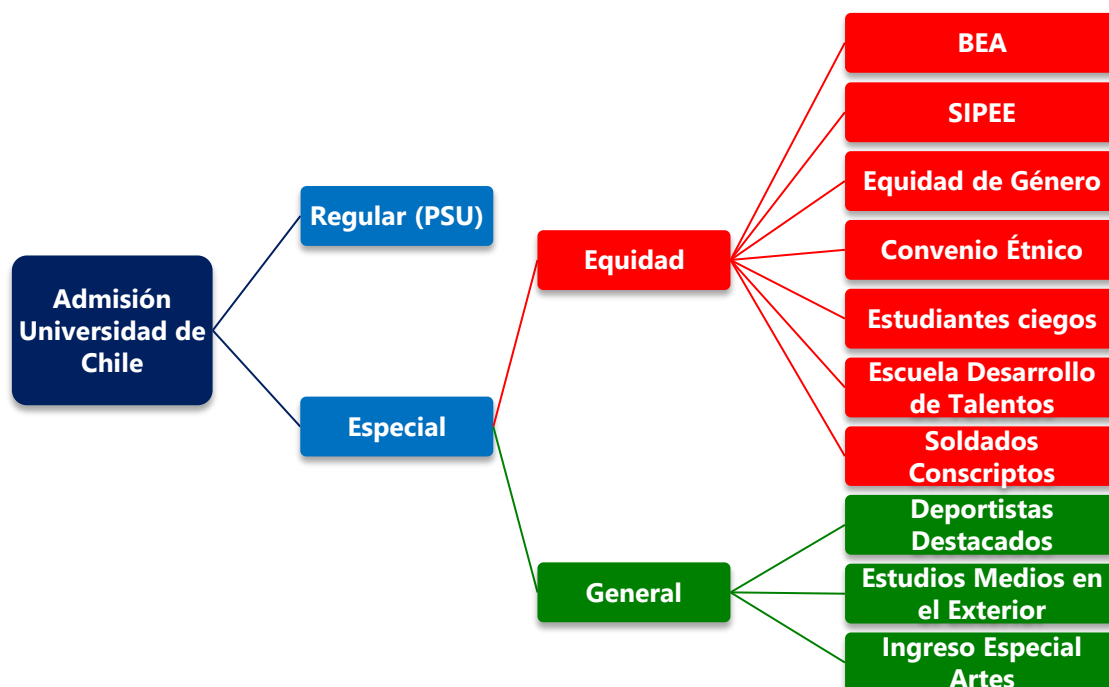 Admisión
Universidad de
Chile
Regular (PSU)
Especial
Equidad
General
BEA
SIPEE
Equidad de Género
Convenio Étnico
Estudiantes ciegos
Escuela Desarrollo
de Talentos
Soldados
Conscriptos
Deportistas
Destacados
Estudios Medios en
el Exterior
Ingreso Especial
Artes